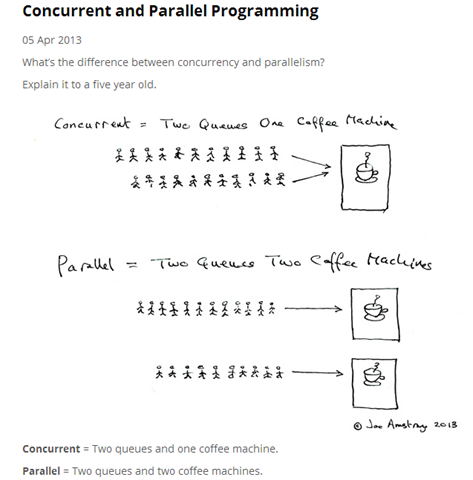 Concurrent and Parallel Programming
05 Apr 2013
What's the difference between concurrency and parallelism?
Explain it to a five year old.
Concurrent = Two Queues One Coffee Machine
Parallel = Two Queues Two Coffee Machines
© Joe Armstrong 2013
Concurrent = Two queues and one coffee machine.
Parallel = Two queues and two coffee machines.